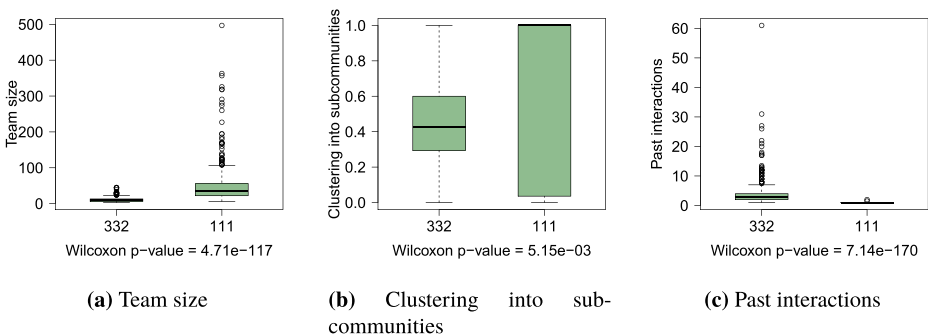 Team size
500
400
300
200
100
0
332 111
Wilcoxon p−value = 4.71e−117
(a) Team size
Clustering into subcommunities
1.0
0.8
0.6
0.4
0.2
0.0
332 111
Wilcoxon p−value = 5.15e−03
(b) Clustering into sub-
communities
Past interactions
60
50
40
30
20
10
0
332 111
Wilcoxon p−value = 7.14e−170
(c) Past interactions